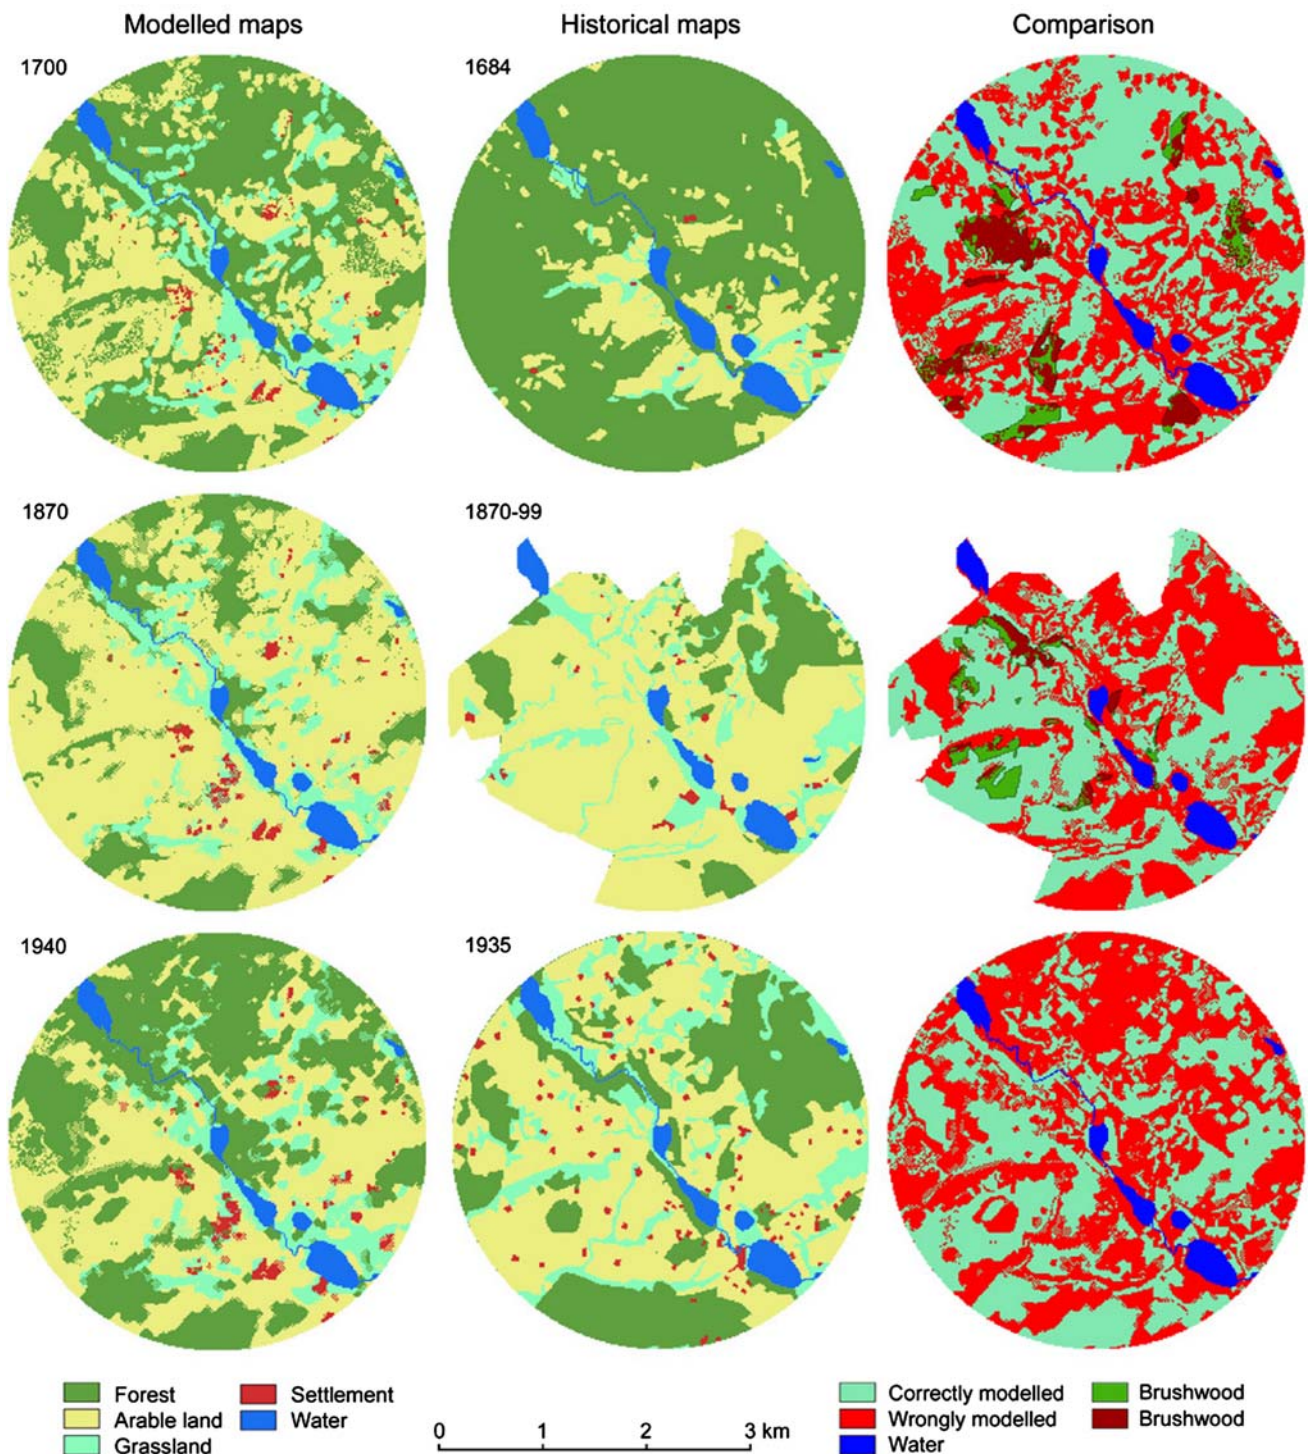 Modelled maps Historical maps Comparison
1700 1684
1870 1870-99
1940 1935
Forest Settlement Correctly modelled Brushwood
Arable land Water Wrongly modelled Brushwood
Grassland 0 1 2 3 km Water